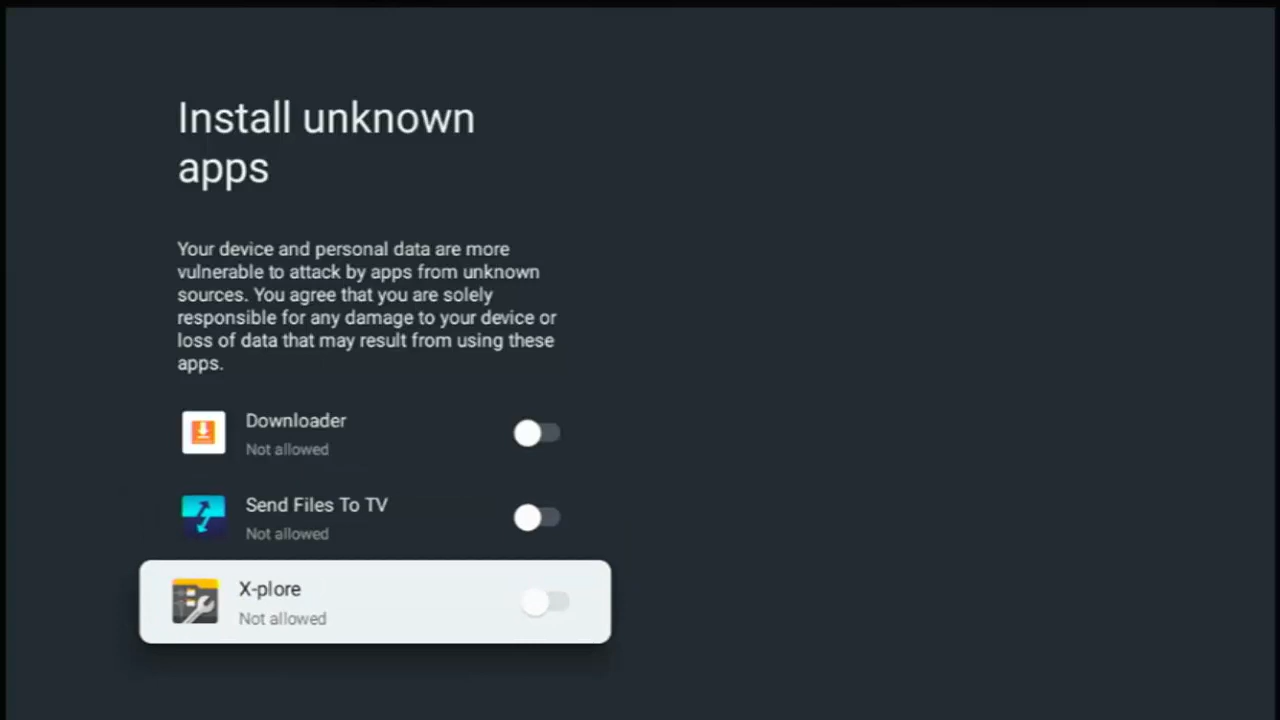 Install unknown
apps
Your device and personal data are more
vulnerable to attack by apps from unknown
sources. You agree that you are solely
responsible for any damage to your device or
loss of data that may result from using these
apps.
Downloader
Not allowed
Send Files To TV
Not allowed
X-plore
Not allowed